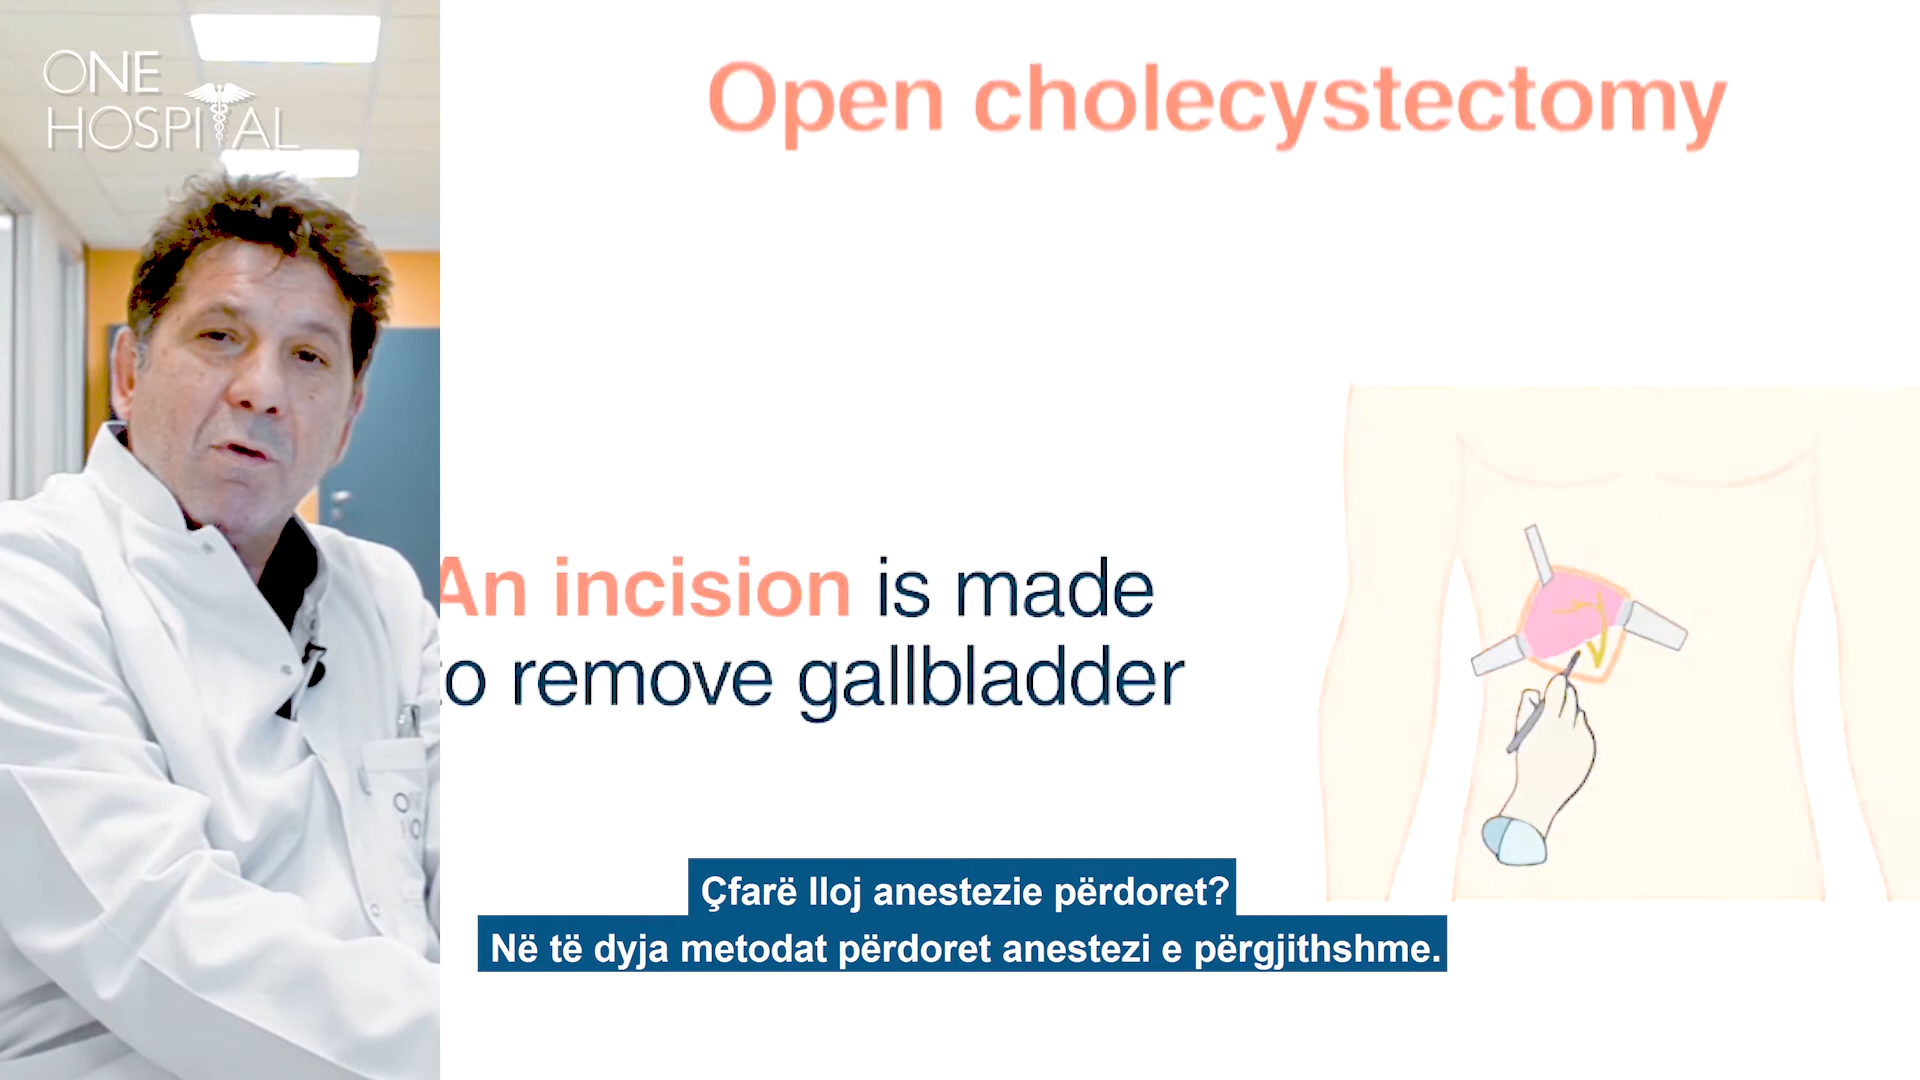 ONE
HOSPITAL
Open cholecystectomy
An incision is made
to remove gallbladder
Çfarë lloj anestezie përdoret?
Në të dyja metodat përdoret anestezi e përgjithshme.